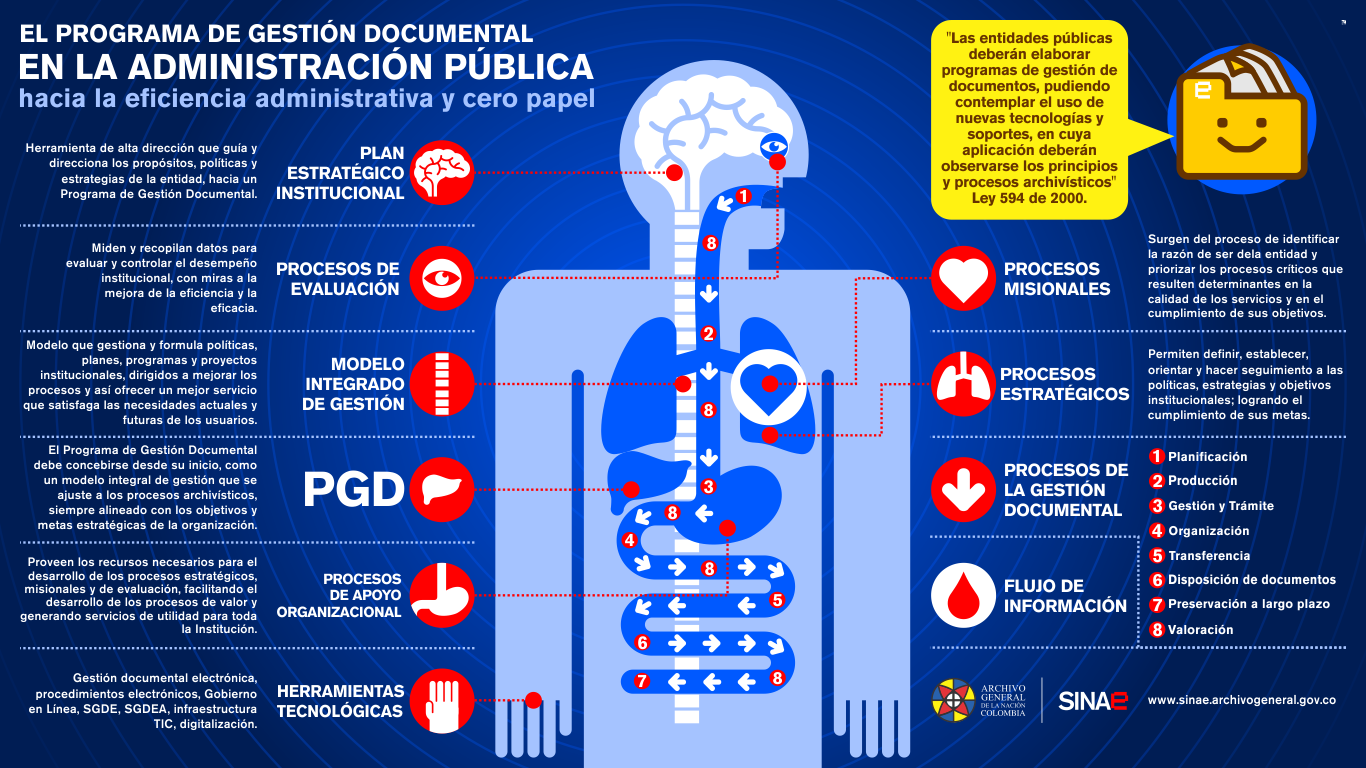 EL PROGRAMA DE GESTIÓN DOCUMENTAL
EN LA ADMINISTRACIÓN PÚBLICA
hacia la eficiencia administrativa y cero papel
Herramienta de alta dirección que guía y
direcciona los propósitos, políticas y
estrategias de la entidad, hacia un
Programa de Gestión Documental.
PLAN
ESTRATÉGICO
INSTITUCIONAL
Miden y recopilan datos para
evaluar y controlar el desempeño
institucional, con miras a la
mejora de la eficiencia y la
eficacia.
PROCESOS DE
EVALUACIÓN
Modelo que gestiona y formula políticas,
planes, programas y proyectos
institucionales, dirigidos a mejorar los
procesos y así ofrecer un mejor servicio
que satisfaga las necesidades actuales y
futuras de los usuarios.
MODELO
INTEGRADO
DE GESTIÓN
El Programa de Gestión Documental
debe concebirse desde su inicio, como
un modelo integral de gestión que se
ajuste a los procesos archivísticos,
siempre alineado con los objetivos y
metas estratégicas de la organización.
PGD
Proveen los recursos necesarios para el
desarrollo de los procesos estratégicos,
misionales y de evaluación, facilitando el
desarrollo de los procesos de valor y
generando servicios de utilidad para toda
la Institución.
PROCESOS
DE APOYO
ORGANIZACIONAL
Gestión documental electrónica,
procedimientos electrónicos, Gobierno
en Línea, SGDE, SGDEA, infraestructura
TIC, digitalización.
HERRAMIENTAS
TECNOLÓGICAS
1
8
2
8
3
8
4
8
5
6
8
7
"Las entidades públicas
deberán elaborar
programas de gestión de
documentos, pudiendo
contemplar el uso de
nuevas tecnologías y
soportes, en cuya
aplicación deberán
observarse los principios
y procesos archivísticos"
Ley 594 de 2000.
e
PROCESOS
MISIONALES
Surgen del proceso de identificar
la razón de ser dela entidad y
priorizar los procesos críticos que
resulten determinantes en la
calidad de los servicios y en el
cumplimiento de sus objetivos.
PROCESOS
ESTRATÉGICOS
Permiten definir, establecer,
orientar y hacer seguimiento a las
políticas, estrategias y objetivos
institucionales; logrando el
cumplimiento de sus metas.
PROCESOS DE
LA GESTIÓN
DOCUMENTAL
1 Planificación
2 Producción
3 Gestión y Trámite
4 Organización
5 Transferencia
6 Disposición de documentos
7 Preservación a largo plazo
8 Valoración
FLUJO DE
INFORMACIÓN
ARCHIVO
GENERAL
DE LA NACIÓN
COLOMBIA
SINAe
www.sinae.archivogeneral.gov.co